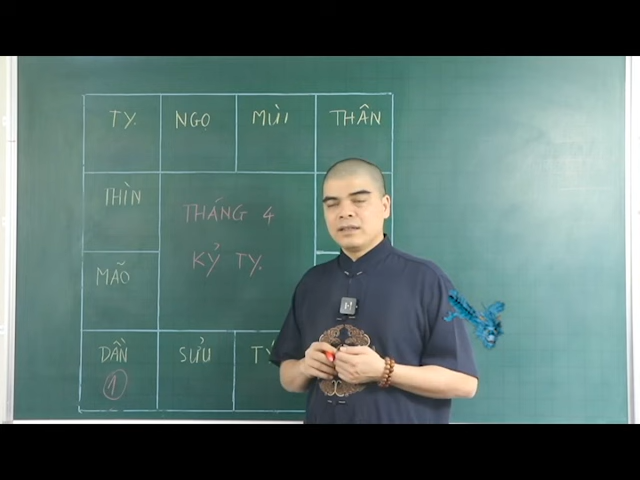 TỴ NGỌ MÙI THÂN
THÌN
THÁNG 4
KỶ TỴ.
MÃO
DẦN SỬU TÝ
1